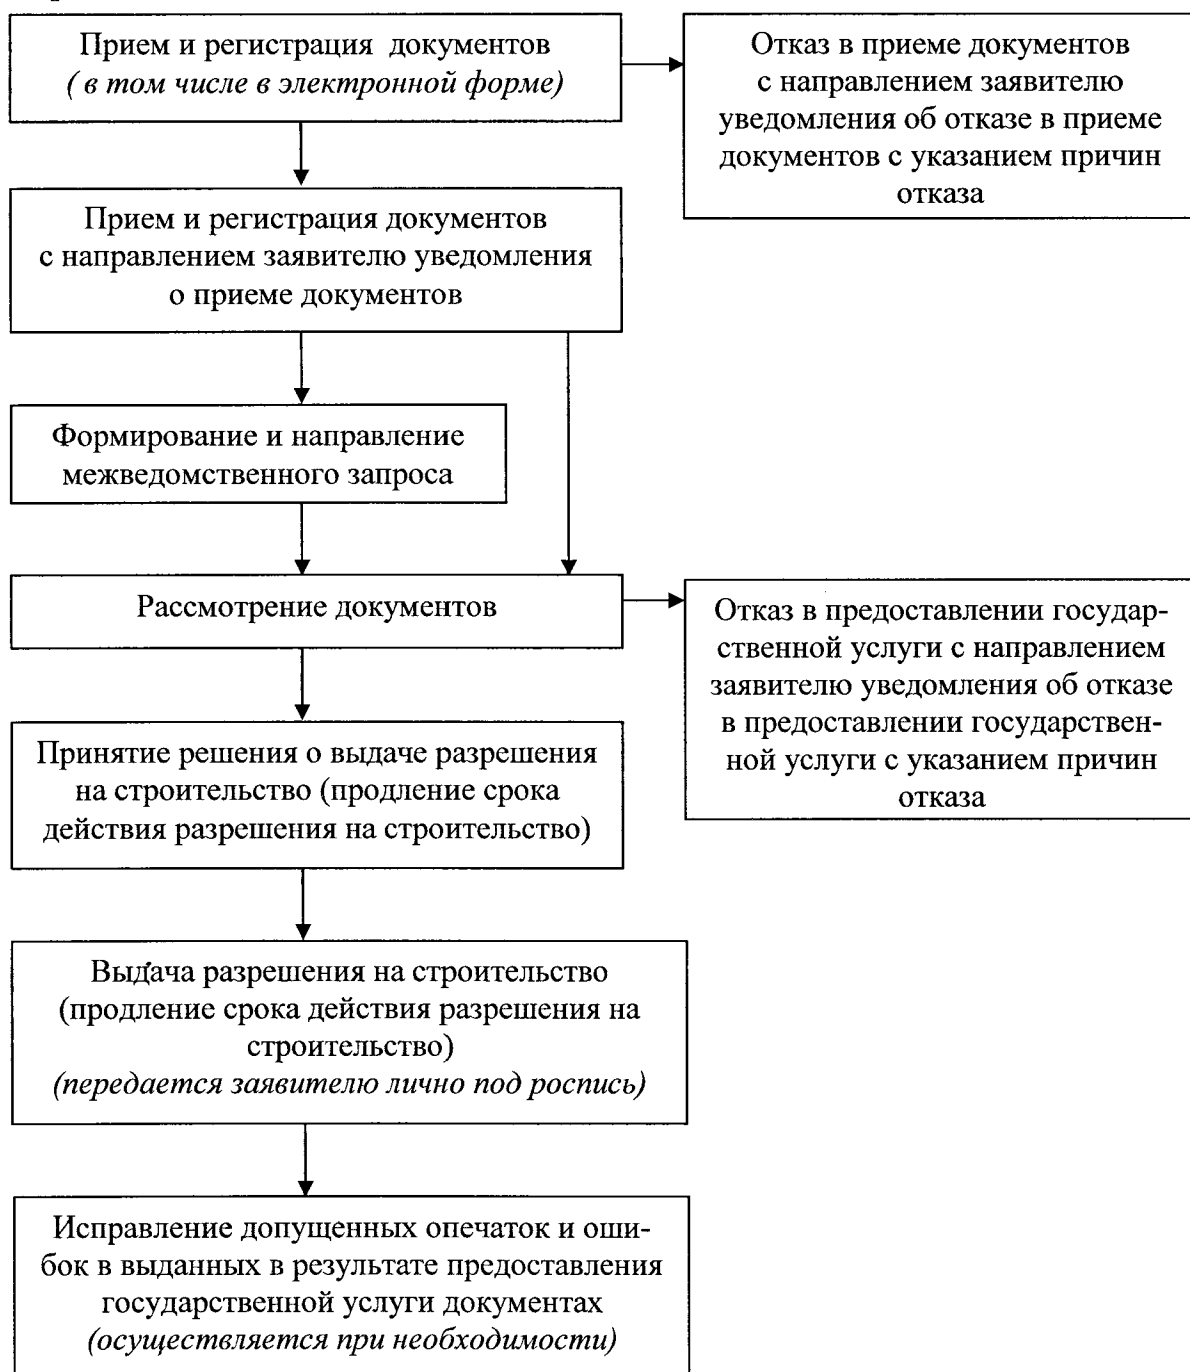 Прием и регистрация документов
( в том числе в электронной форме)
Отказ в приеме документов
с направлением заявителю
уведомления об отказе в приеме
документов с указанием причин
отказа
Прием и регистрация документов
с направлением заявителю уведомления
о приеме документов
Формирование и направление
межведомственного запроса
Рассмотрение документов
Отказ в предоставлении государ-
ственной услуги с направлением
заявителю уведомления об отказе
в предоставлении государствен-
ной услуги с указанием причин
отказа
Принятие решения о выдаче разрешения
на строительство (продление срока
действия разрешения на строительство)
Выдача разрешения на строительство
(продление срока действия разрешения на
строительство)
(передается заявителю лично под роспись)
Исправление допущенных опечаток и оши-
бок в выданных в результате предоставления
государственной услуги документах
(осуществляется при необходимости)